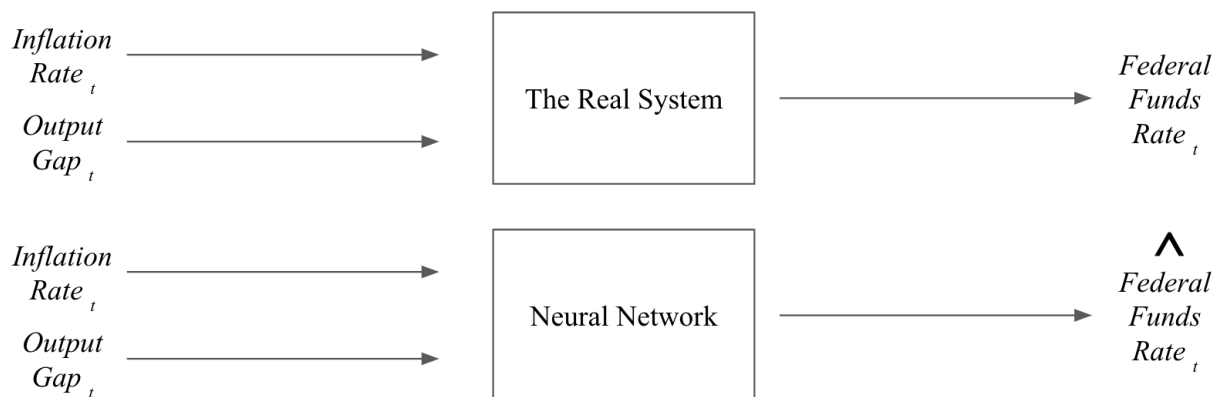 Inflation
Rate t
Output
Gap t
The Real System
Federal
Funds
Rate t
Inflation
Rate t
Output
Gap t
Neural Network
^
Federal
Funds
Rate t